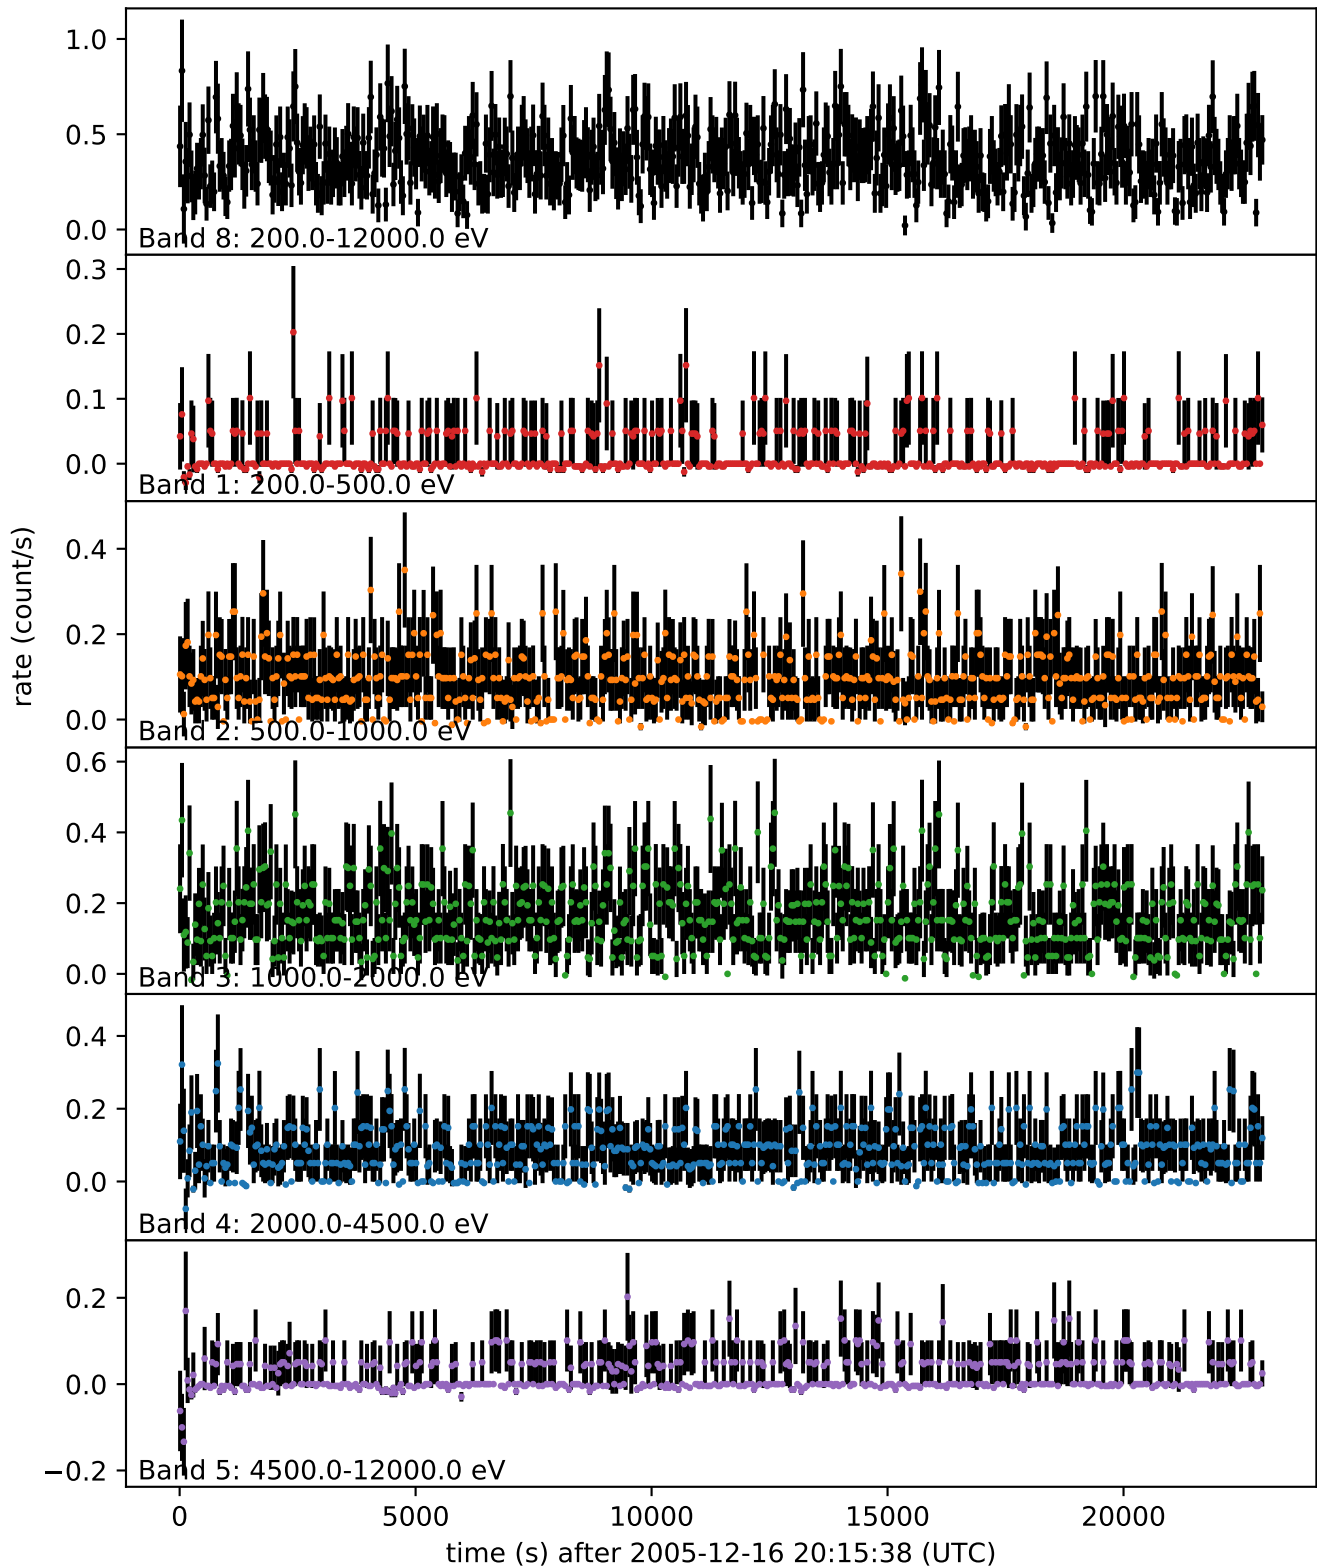 1.0
0.5
0.0
Band 8: 200.0-12000.0 eV
0.3
0.2
0.1
0.0
Band 1: 200.0-500.0 eV
rate (count/s)
0.4
0.2
0.0
Band 2: 500.0-1000.0 eV
0.6
0.4
0.2
0.0
Band 3: 1000.0-2000.0 eV
0.4
0.2
0.0
Band 4: 2000.0-4500.0 eV
0.2
0.0
−0.2
Band 5: 4500.0-12000.0 eV
0 5000 10000 15000 20000
time (s) after 2005-12-16 20:15:38 (UTC)